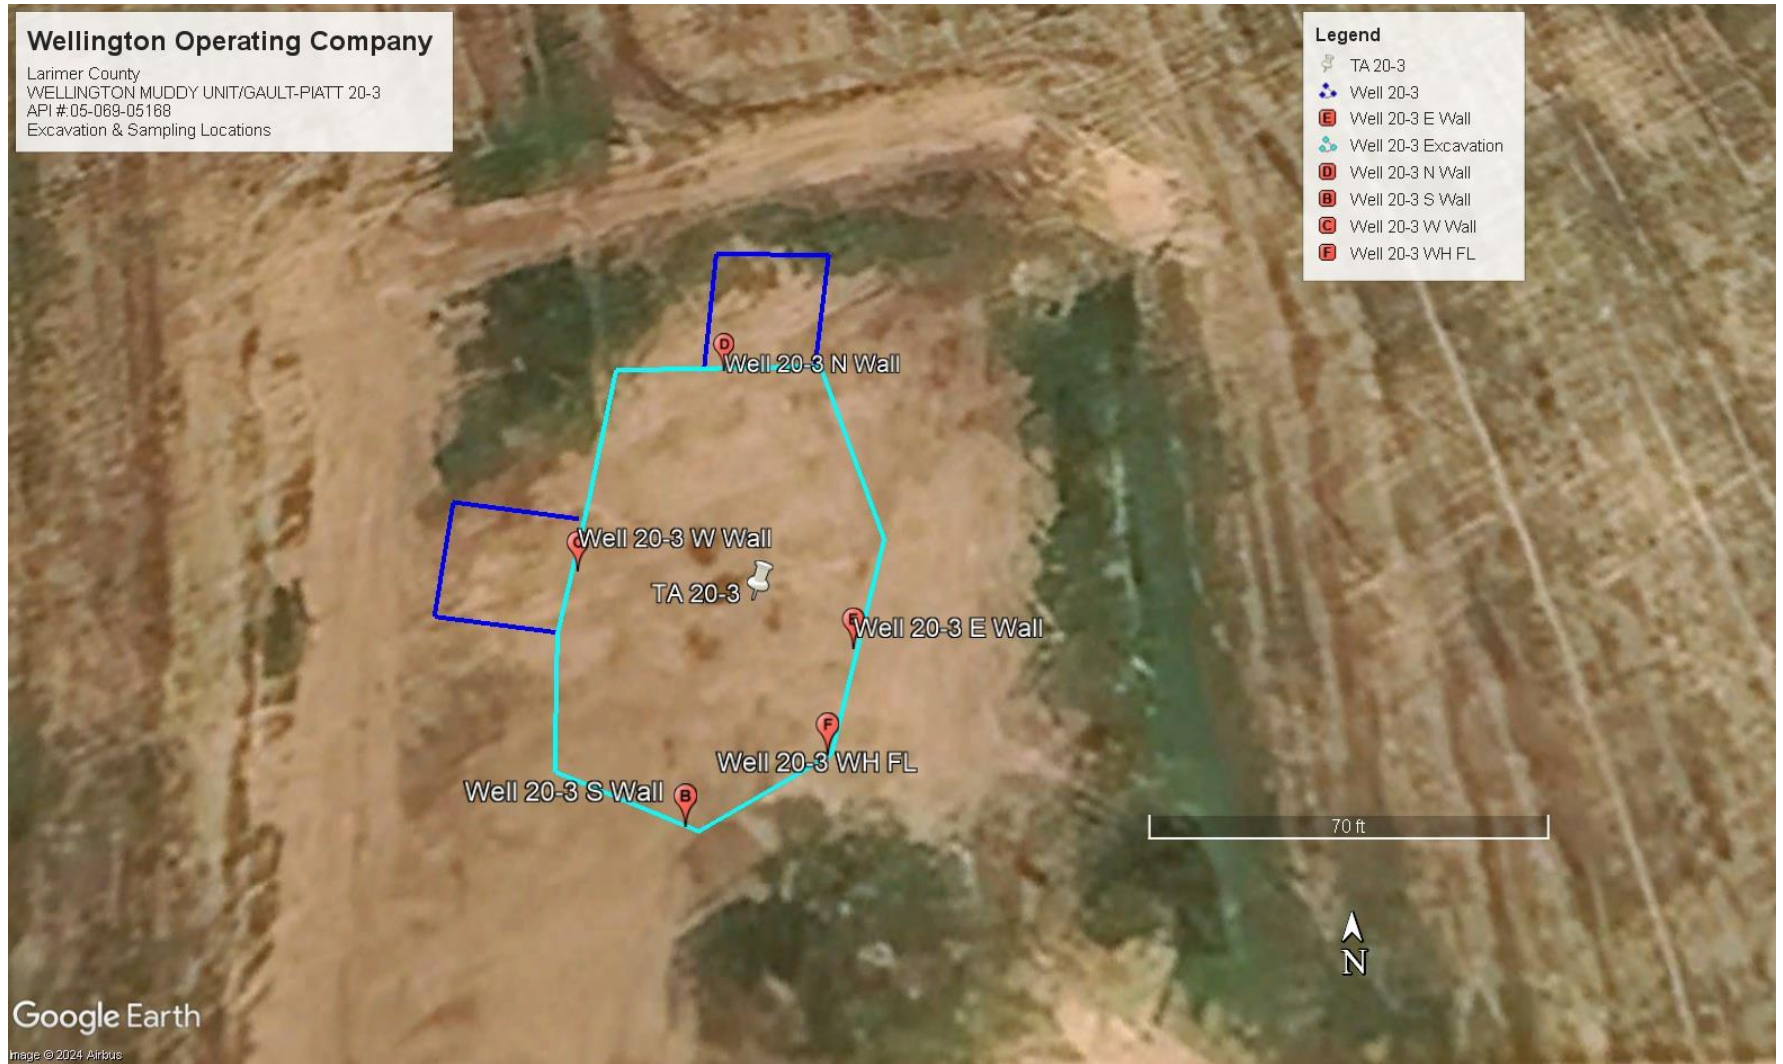 Wellington Operating Company
Larimer County
WELLINGTON MUDDY UNIT/GAULT-PIATT 20-3
API #:05-069-05168
Excavation & Sampling Locations
Legend
TA 20-3
Well 20-3
E Well 20-3 E Wall
Well 20-3 Excavation
D Well 20-3 N Wall
B Well 20-3 S Wall
C Well 20-3 W Wall
F Well 20-3 WH FL
D
Well 20-3 N Wall
C
Well 20-3 W Wall
TA 20-3
E
Well 20-3 E Wall
F
Well 20-3 WH FL
Well 20-3 S Wall
B
70 ft
N
Google Earth
Image © 2024 Airbus